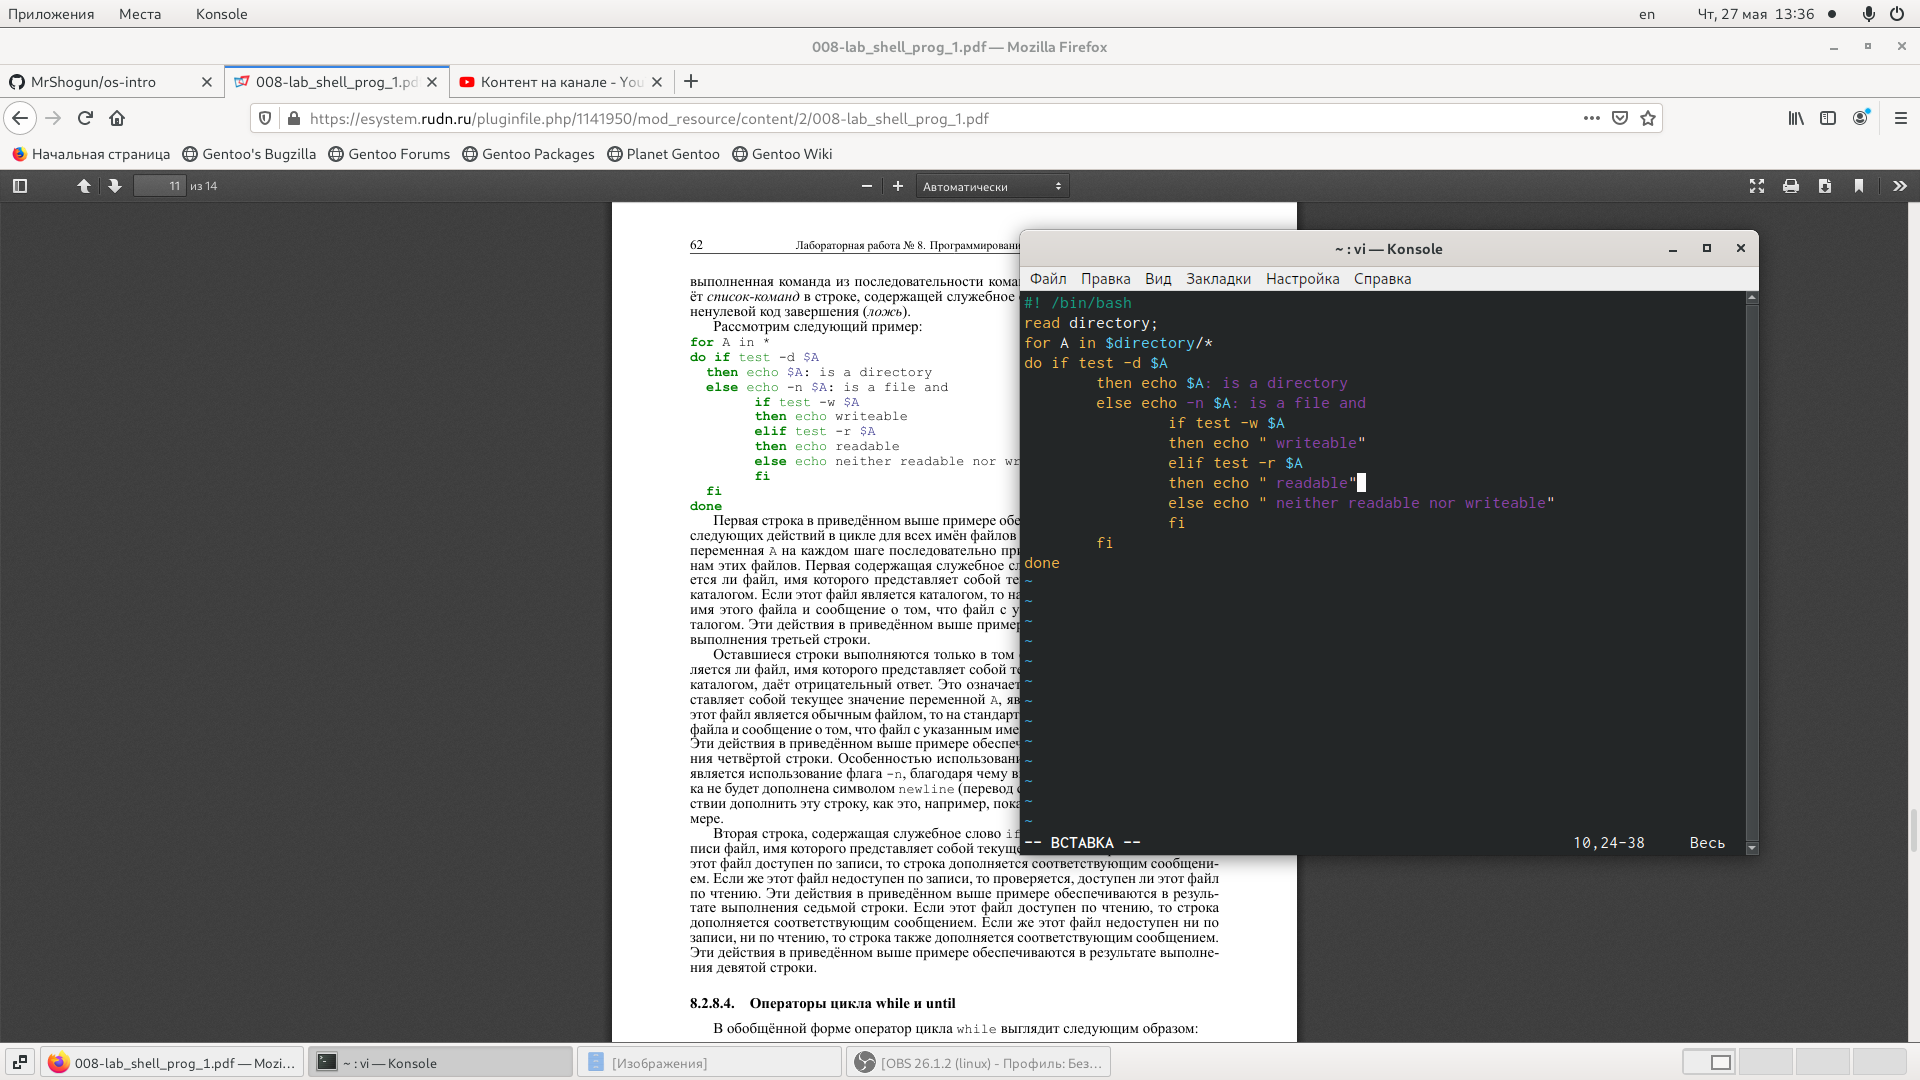 Приложения Места Konsole en Чт, 27 мая 13:36
008-lab_shell_prog_1.pdf — Mozilla Firefox
MrShogun/os-intro 008-lab_shell_prog_1.pd Контент на канале - You
https://esystem.rudn.ru/pluginfile.php/1141950/mod_resource/content/2/008-lab_shell_prog_1.pdf
Начальная страница Gentoo's Bugzilla Gentoo Forums Gentoo Packages Planet Gentoo Gentoo Wiki
11 из 14 Автоматически
62 Лабораторная работа № 8. Программировани
выполненная команда из последовательности кома
ёт список-команд в строке, содержащей служебное
ненулевой код завершения (ложь).
Рассмотрим следующий пример:
for A in *
do if test -d $A
then echo $A: is a directory
else echo -n $A: is a file and
if test -w $A
then echo writeable
elif test -r $A
then echo readable
else echo neither readable nor wr
fi
fi
done
Первая строка в приведённом выше примере обе
следующих действий в цикле для всех имён файлов
переменная A на каждом шаге последовательно при
нам этих файлов. Первая содержащая служебное сл
ется ли файл, имя которого представляет собой те
каталогом. Если этот файл является каталогом, то на
имя этого файла и сообщение о том, что файл с у
талогом. Эти действия в приведённом выше пример
выполнения третьей строки.
Оставшиеся строки выполняются только в том
ляется ли файл, имя которого представляет собой те
каталогом, даёт отрицательный ответ. Это означает
ставляет собой текущее значение переменной A, яв
этот файл является обычным файлом, то на стандарт
файла и сообщение о том, что файл с указанным име
Эти действия в приведённом выше примере обеспеч
ния четвёртой строки. Особенностью использовани
является использование флага -n, благодаря чему в
ка не будет дополнена символом newline (перевод с
ствии дополнить эту строку, как это, например, пока
мере.
Вторая строка, содержащая служебное слово if
писи файл, имя которого представляет собой текуще
этот файл доступен по записи, то строка дополняется соответствующим сообщени-
ем. Если же этот файл недоступен по записи, то проверяется, доступен ли этот файл
по чтению. Эти действия в приведённом выше примере обеспечиваются в резуль-
тате выполнения седьмой строки. Если этот файл доступен по чтению, то строка
дополняется соответствующим сообщением. Если же этот файл недоступен ни по
записи, ни по чтению, то строка также дополняется соответствующим сообщением.
Эти действия в приведённом выше примере обеспечиваются в результате выполне-
ния девятой строки.
8.2.8.4. Операторы цикла while и until
В обобщённой форме оператор цикла while выглядит следующим образом:
~ : vi — Konsole
Файл Правка Вид Закладки Настройка Справка
#! /bin/bash
read directory;
for A in $directory/*
do if test -d $A
then echo $A: is a directory
else echo -n $A: is a file and
if test -w $A
then echo " writeable"
elif test -r $A
then echo " readable"
else echo " neither readable nor writeable"
fi
fi
done
~
~
~
~
~
~
~
~
~
~
~
~
~
-- ВСТАВКА -- 10,24-38 Весь
008-lab_shell_prog_1.pdf — Mozi... ~ : vi — Konsole [Изображения] [OBS 26.1.2 (linux) - Профиль: Без...